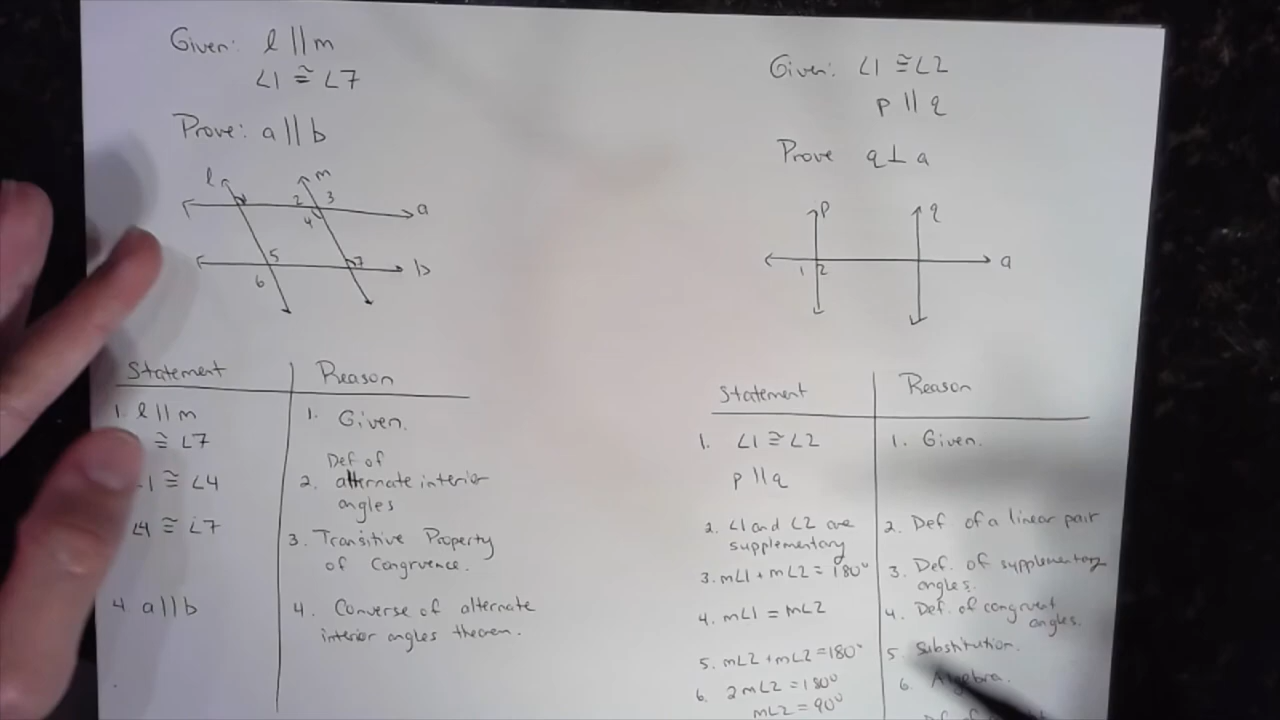 Given: l || m
∠1 ≅ ∠7
Prove: a || b
l
m
2
3
4
a
5
6
7
b
Statement
Reason
1. l || m
1. Given.
≅ ∠7
Def of
2. alternate interior
angles
1 ≅ ∠4
∠4 ≅ ∠7
3. Transitive Property
of Congruence.
4. a || b
4. Converse of alternate
interior angles theorem.
Given: ∠1 ≅ ∠2
p || q
Prove q ⊥ a
p
q
a
1
2
Statement
Reason
1. ∠1 ≅ ∠2
1. Given.
p || q
2. ∠1 and ∠2 are
supplementary
2. Def of a linear pair
3. m∠1 + m∠2 = 180°
3. Def. of supplementary
angles.
4. m∠1 = m∠2
4. Def. of congruent
angles.
5. m∠2 + m∠2 = 180°
5. Substitution.
6. 2m∠2 = 180°
m∠2 = 90°
6. Algebra.